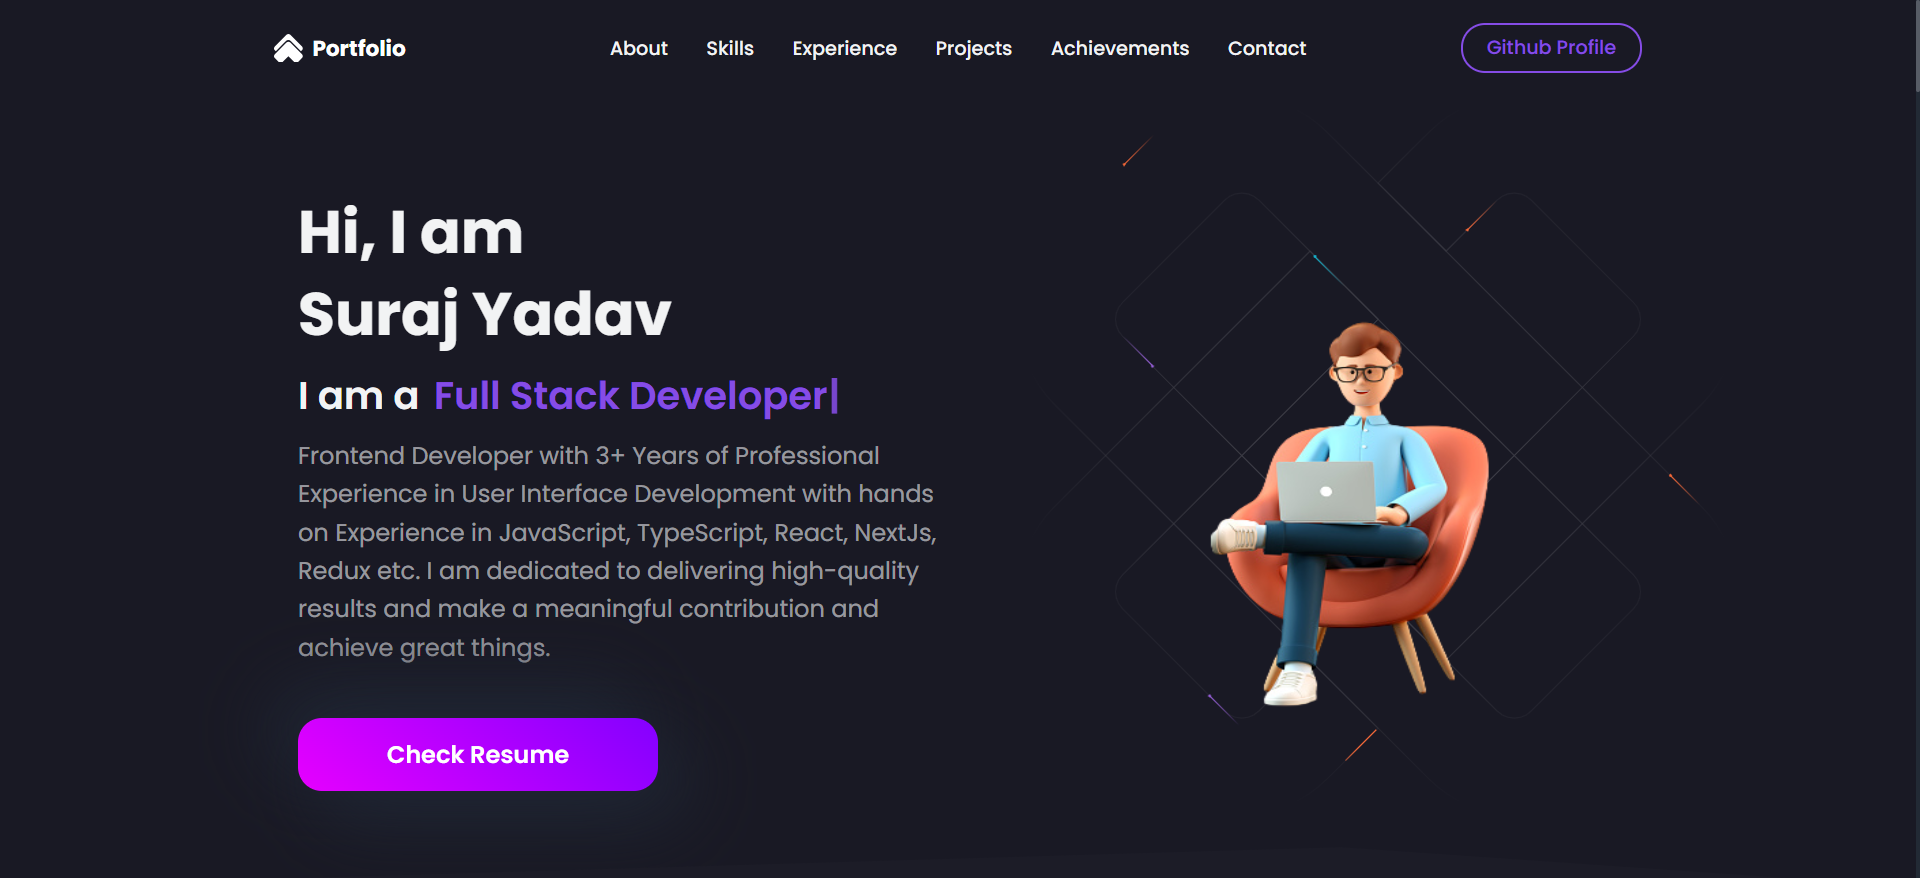 Portfolio
About Skills Experience Projects Achievements Contact
Github Profile
Hi, I am
Suraj Yadav
I am a Full Stack Developer|
Frontend Developer with 3+ Years of Professional
Experience in User Interface Development with hands
on Experience in JavaScript, TypeScript, React, NextJs,
Redux etc. I am dedicated to delivering high-quality
results and make a meaningful contribution and
achieve great things.
Check Resume